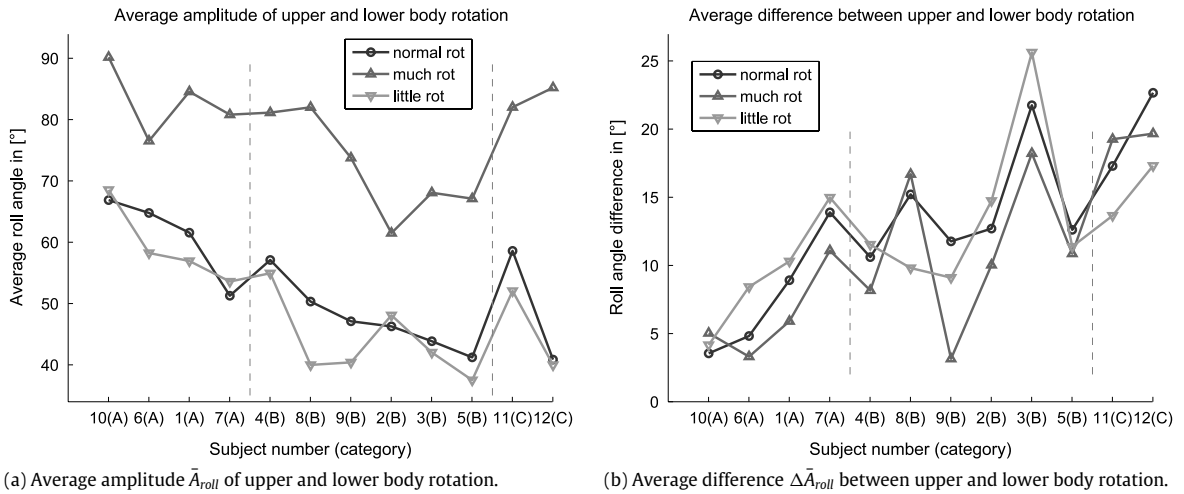 Average amplitude of upper and lower body rotation
90
80
70
60
50
40
Average roll angle in [°]
normal rot
much rot
little rot
10(A) 6(A) 1(A) 7(A) 4(B) 8(B) 9(B) 2(B) 3(B) 5(B) 11(C) 12(C)
Subject number (category)
(a) Average amplitude Ā_roll of upper and lower body rotation.
Average difference between upper and lower body rotation
25
20
15
10
5
0
Roll angle difference in [°]
normal rot
much rot
little rot
10(A) 6(A) 1(A) 7(A) 4(B) 8(B) 9(B) 2(B) 3(B) 5(B) 11(C) 12(C)
Subject number (category)
(b) Average difference ΔĀ_roll between upper and lower body rotation.